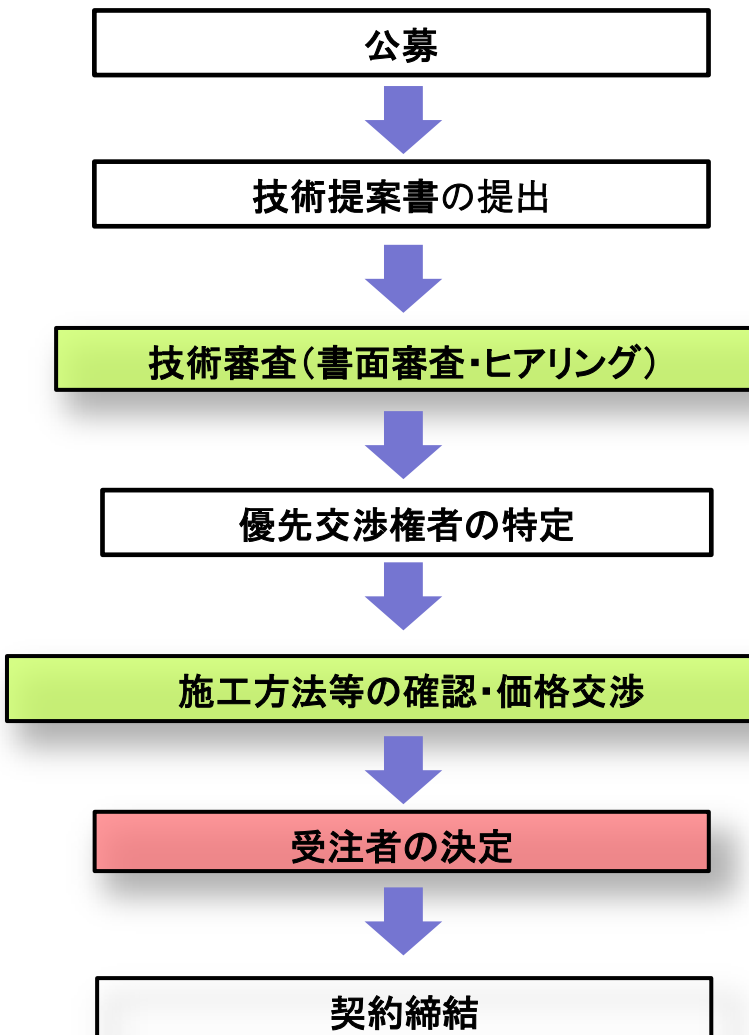 公募
技術提案書の提出
技術審査（書面審査・ヒアリング）
優先交渉権者の特定
施工方法等の確認・価格交渉
受注者の決定
契約締結